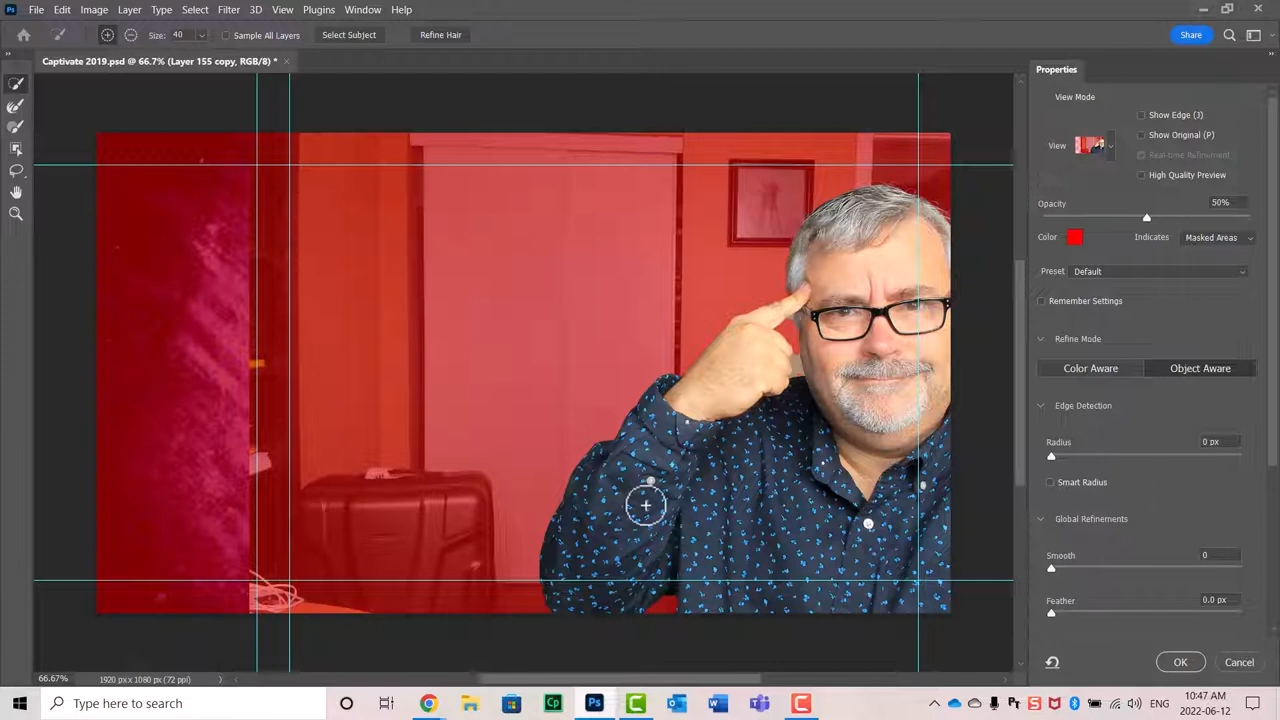 Ps File Edit Image Layer Type Select Filter 3D View Plugins Window Help
Size: 40 Sample All Layers Select Subject Refine Hair Share
Captivate 2019.psd @ 66.7% (Layer 155 copy, RGB/8) * ×
Properties
View Mode
Show Edge (J)
View Show Original (P)
Real-time Refinement
High Quality Preview
Opacity 50%
Color Indicates Masked Areas
Preset Default
Remember Settings
Refine Mode
Color Aware Object Aware
Edge Detection
Radius 0 px
Smart Radius
Global Refinements
Smooth 0
Feather 0.0 px
OK Cancel
66.67% 1920 px x 1080 px (72 ppi)
Type here to search
Cp Ps
10:47 AM
2022-06-12